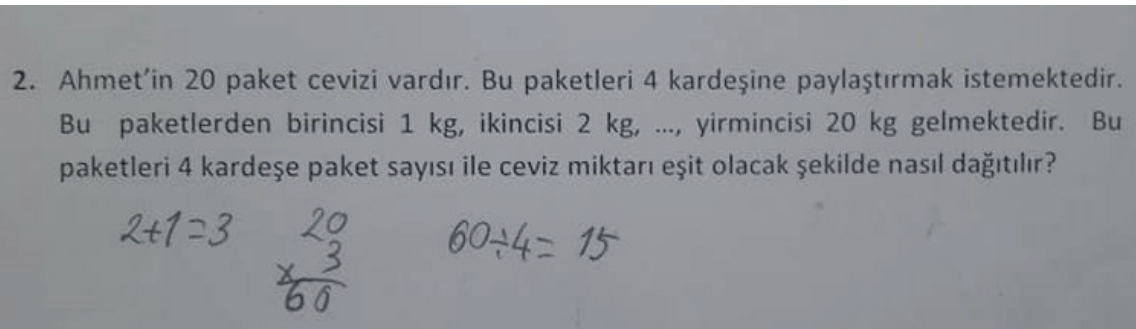 2. Ahmet'in 20 paket cevizi vardır. Bu paketleri 4 kardeşine paylaştırmak istemektedir.
Bu paketlerden birincisi 1 kg, ikincisi 2 kg, ..., yirmincisi 20 kg gelmektedir. Bu
paketleri 4 kardeşe paket sayısı ile ceviz miktarı eşit olacak şekilde nasıl dağıtılır?
2+1=3 20 60÷4= 15
x 3
60